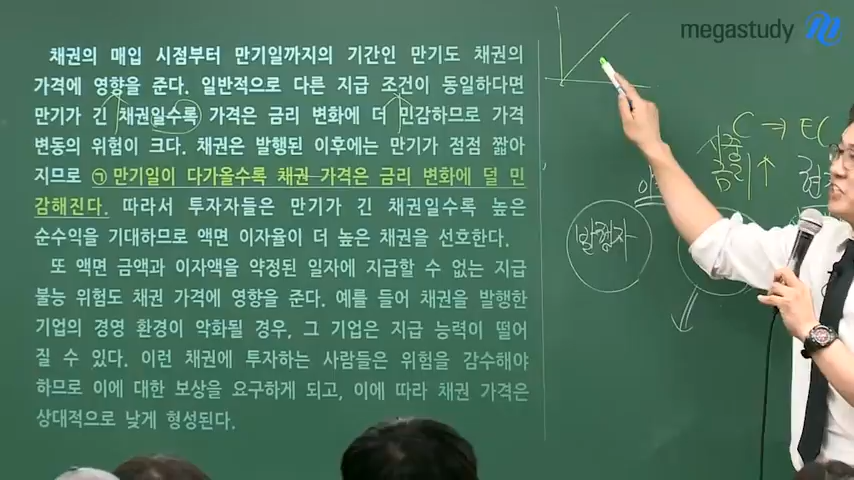 megastudy
채권의 매입 시점부터 만기일까지의 기간인 만기도 채권의
가격에 영향을 준다. 일반적으로 다른 지급 조건이 동일하다면
만기가 긴 채권일수록 가격은 금리 변화에 더 민감하므로 가격
변동의 위험이 크다. 채권은 발행된 이후에는 만기가 점점 짧아
지므로 ㉠ 만기일이 다가올수록 채권 가격은 금리 변화에 덜 민
감해진다. 따라서 투자자들은 만기가 긴 채권일수록 높은
순수익을 기대하므로 액면 이자율이 더 높은 채권을 선호한다.
또 액면 금액과 이자액을 약정된 일자에 지급할 수 없는 지급
불능 위험도 채권 가격에 영향을 준다. 예를 들어 채권을 발행한
기업의 경영 환경이 악화될 경우, 그 기업은 지급 능력이 떨어
질 수 있다. 이런 채권에 투자하는 사람들은 위험을 감수해야
하므로 이에 대한 보상을 요구하게 되고, 이에 따라 채권 가격은
상대적으로 낮게 형성된다.
C ⇒ E
시중
금리 ↑
발행자